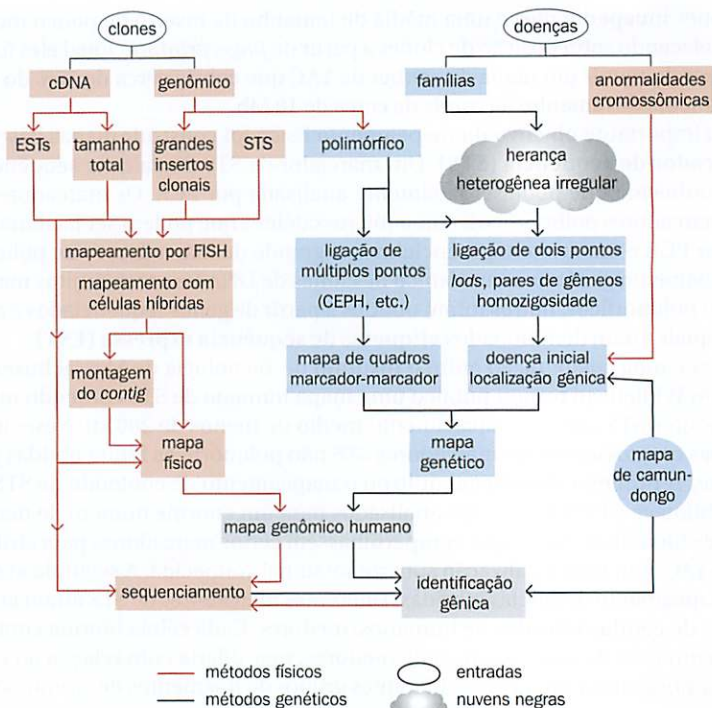 clones
doenças
cDNA
genômico
famílias
anormalidades
cromossômicas
ESTs
tamanho
total
grandes
insertos
clonais
STS
polimórfico
herança
heterogênea irregular
mapeamento por FISH
mapeamento com
células híbridas
ligação de
múltiplos pontos
(CEPH, etc.)
ligação de dois pontos
lods, pares de gêmeos
homozigosidade
montagem
do contig
mapa de quadros
marcador-marcador
doença inicial
localização gênica
mapa
físico
mapa
genético
mapa
de camun-
dongo
mapa genômico humano
sequenciamento
identificação
gênica
métodos físicos
entradas
métodos genéticos
nuvens negras